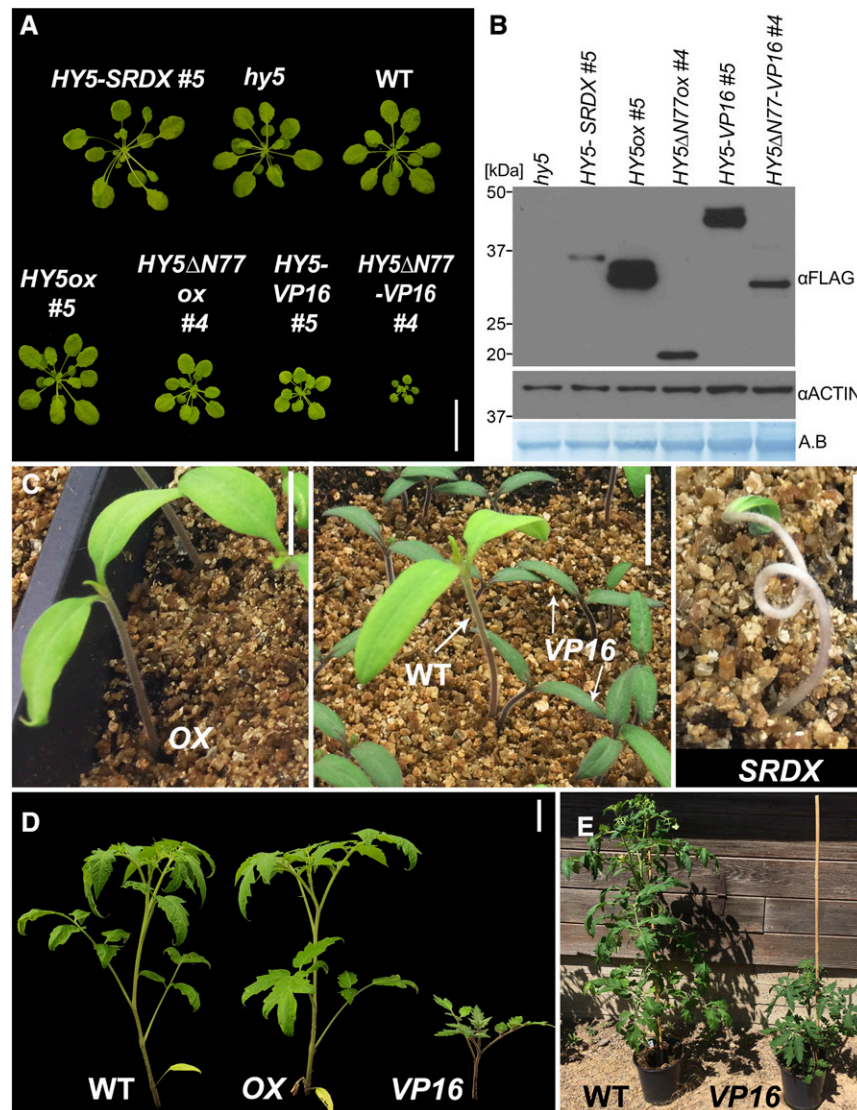 A
HY5-SRDX #5
hy5
WT
HY5ox
#5
HY5ΔN77
ox
#4
HY5-
VP16
#5
HY5ΔN77
-VP16
#4
B
hy5
HY5- SRDX #5
HY5ox #5
HY5ΔN77ox #4
HY5-VP16 #5
HY5ΔN77-VP16 #4
[kDa]
50-
37-
25-
20-
αFLAG
αACTIN
37-
A.B
C
OX
WT
VP16
SRDX
D
WT
OX
VP16
E
WT
VP16